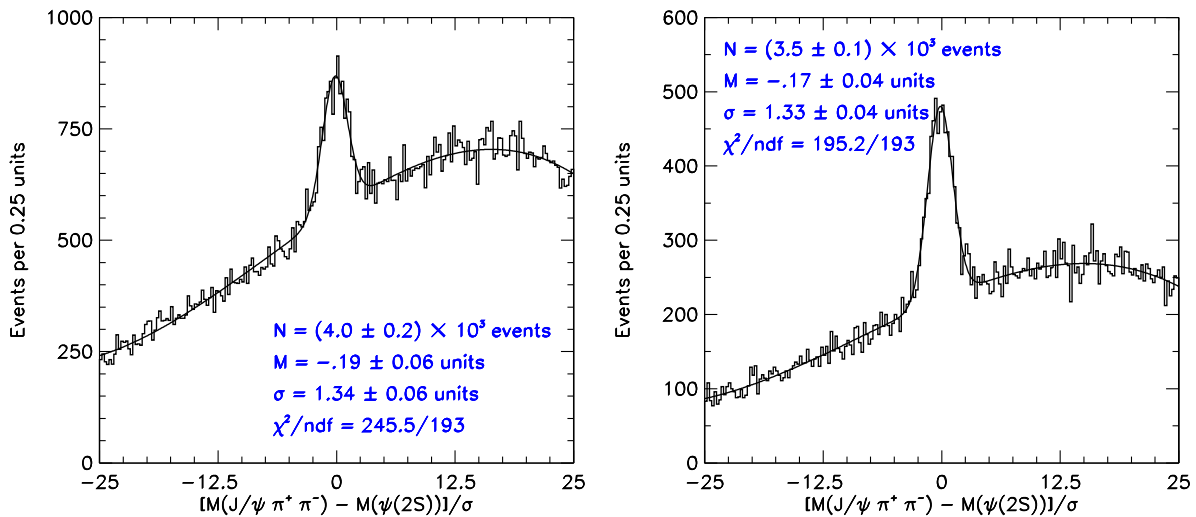 1000
750
500
250
0
Events per 0.25 units
N = (4.0 ± 0.2) × 10³ events
M = −.19 ± 0.06 units
σ = 1.34 ± 0.06 units
χ²/ndf = 245.5/193
−25 −12.5 0 12.5 25
[M(J/ψ π⁺ π⁻) − M(ψ(2S))]/σ
600
500
400
300
200
100
0
Events per 0.25 units
N = (3.5 ± 0.1) × 10³ events
M = −.17 ± 0.04 units
σ = 1.33 ± 0.04 units
χ²/ndf = 195.2/193
−25 −12.5 0 12.5 25
[M(J/ψ π⁺ π⁻) − M(ψ(2S))]/σ